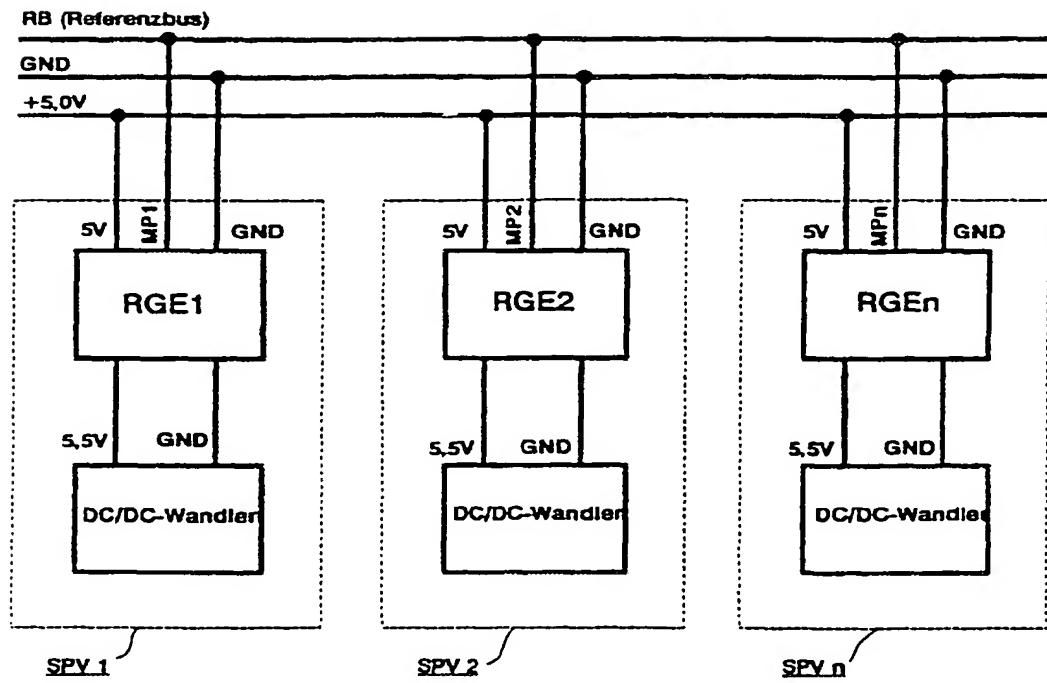 RB (Referenzbus)
GND
+5,0V
5V MP1 GND
5V MP2 GND
5V MPn GND
RGE1 RGE2 RGEn
5,5V GND
5,5V GND
5,5V GND
DC/DC-Wandler DC/DC-Wandler DC/DC-Wandler
SPV 1 SPV 2 SPV n